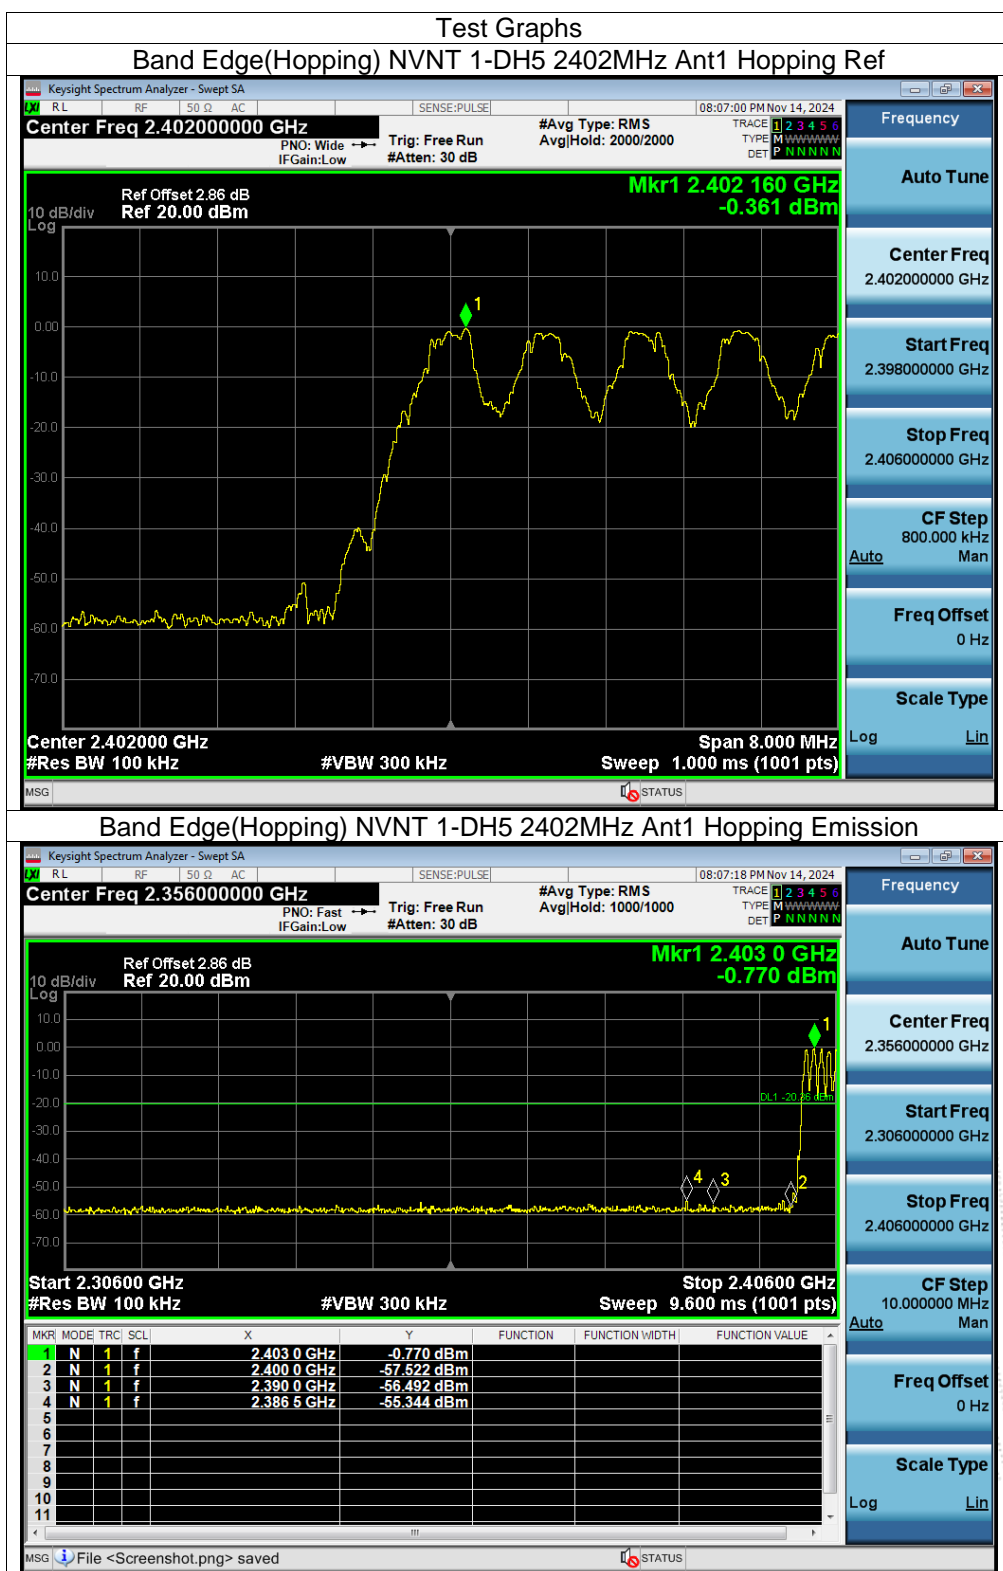 Test Graphs
Band Edge(Hopping) NVNT 1-DH5 2402MHz Ant1 Hopping Ref
Keysight Spectrum Analyzer - Swept SA
LXI RL RF 50 Ω AC SENSE:PULSE 08:07:00 PM Nov 14, 2024
Center Freq 2.402000000 GHz #Avg Type: RMS TRACE 1 2 3 4 5 6
PNO: Wide Trig: Free Run Avg|Hold: 2000/2000 TYPE M W W W W W
IFGain:Low #Atten: 30 dB DET P N N N N N
Frequency
Auto Tune
Center Freq
2.402000000 GHz
Start Freq
2.398000000 GHz
Stop Freq
2.406000000 GHz
CF Step
800.000 kHz
Auto Man
Freq Offset
0 Hz
Scale Type
Log Lin
Mkr1 2.402 160 GHz
-0.361 dBm
Ref Offset 2.86 dB
10 dB/div Ref 20.00 dBm
Log
10.0
1
0.00
-10.0
-20.0
-30.0
-40.0
-50.0
-60.0
-70.0
Center 2.402000 GHz Span 8.000 MHz
#Res BW 100 kHz #VBW 300 kHz Sweep 1.000 ms (1001 pts)
MSG STATUS
Band Edge(Hopping) NVNT 1-DH5 2402MHz Ant1 Hopping Emission
Keysight Spectrum Analyzer - Swept SA
LXI RL RF 50 Ω AC SENSE:PULSE 08:07:18 PM Nov 14, 2024
Center Freq 2.356000000 GHz #Avg Type: RMS TRACE 1 2 3 4 5 6
PNO: Fast Trig: Free Run Avg|Hold: 1000/1000 TYPE M W W W W W
IFGain:Low #Atten: 30 dB DET P N N N N N
Frequency
Auto Tune
Center Freq
2.356000000 GHz
Start Freq
2.306000000 GHz
Stop Freq
2.406000000 GHz
CF Step
10.000000 MHz
Auto Man
Freq Offset
0 Hz
Scale Type
Log Lin
Mkr1 2.403 0 GHz
-0.770 dBm
Ref Offset 2.86 dB
10 dB/div Ref 20.00 dBm
Log
10.0
1
0.00
-10.0
DL1 -20.36 dBm
-20.0
-30.0
-40.0
4 3 2
-50.0
-60.0
-70.0
Start 2.30600 GHz Stop 2.40600 GHz
#Res BW 100 kHz #VBW 300 kHz Sweep 9.600 ms (1001 pts)
MKR MODE TRC SCL X Y FUNCTION FUNCTION WIDTH FUNCTION VALUE
1 N 1 f 2.403 0 GHz -0.770 dBm
2 N 1 f 2.400 0 GHz -57.522 dBm
3 N 1 f 2.390 0 GHz -56.492 dBm
4 N 1 f 2.386 5 GHz -55.344 dBm
5
6
7
8
9
10
11
MSG File <Screenshot.png> saved STATUS